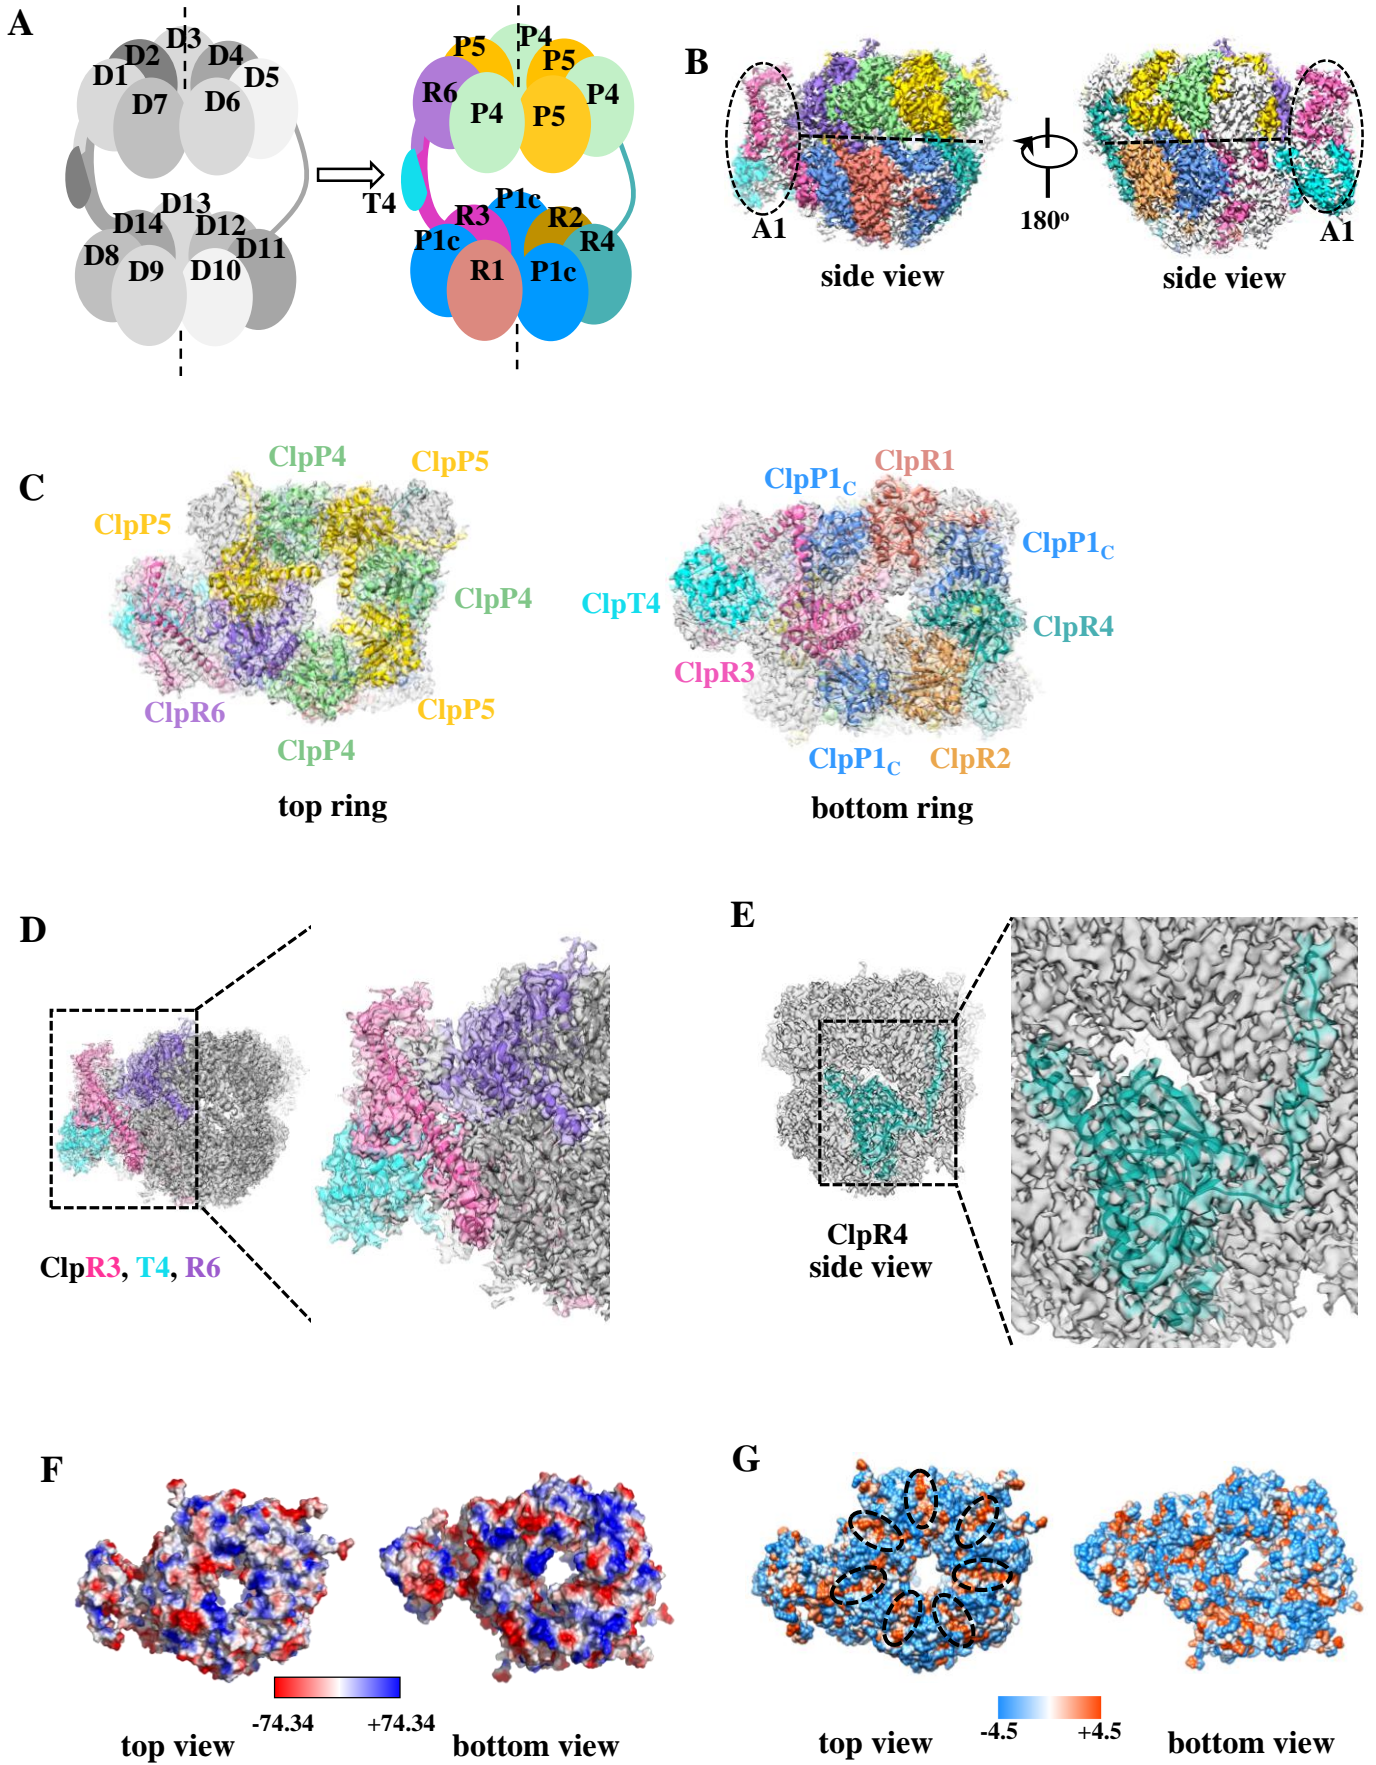 A
D3
D2
D4
D1
D5
D7
D6
D13
D14
D12
D8
D11
D9
D10
P4
P5
P5
R6
P4
P4
P5
T4
P1c
R3
R2
P1c
R4
R1
P1c
B
A1
side view
180o
A1
side view
C
ClpP4
ClpP5
ClpP5
ClpP4
ClpR6
ClpP5
ClpP4
top ring
ClpR1
ClpP1C
ClpP1C
ClpT4
ClpR4
ClpR3
ClpP1C
ClpR2
bottom ring
D
ClpR3, T4, R6
E
ClpR4
side view
F
-74.34
+74.34
top view
bottom view
G
-4.5
+4.5
top view
bottom view